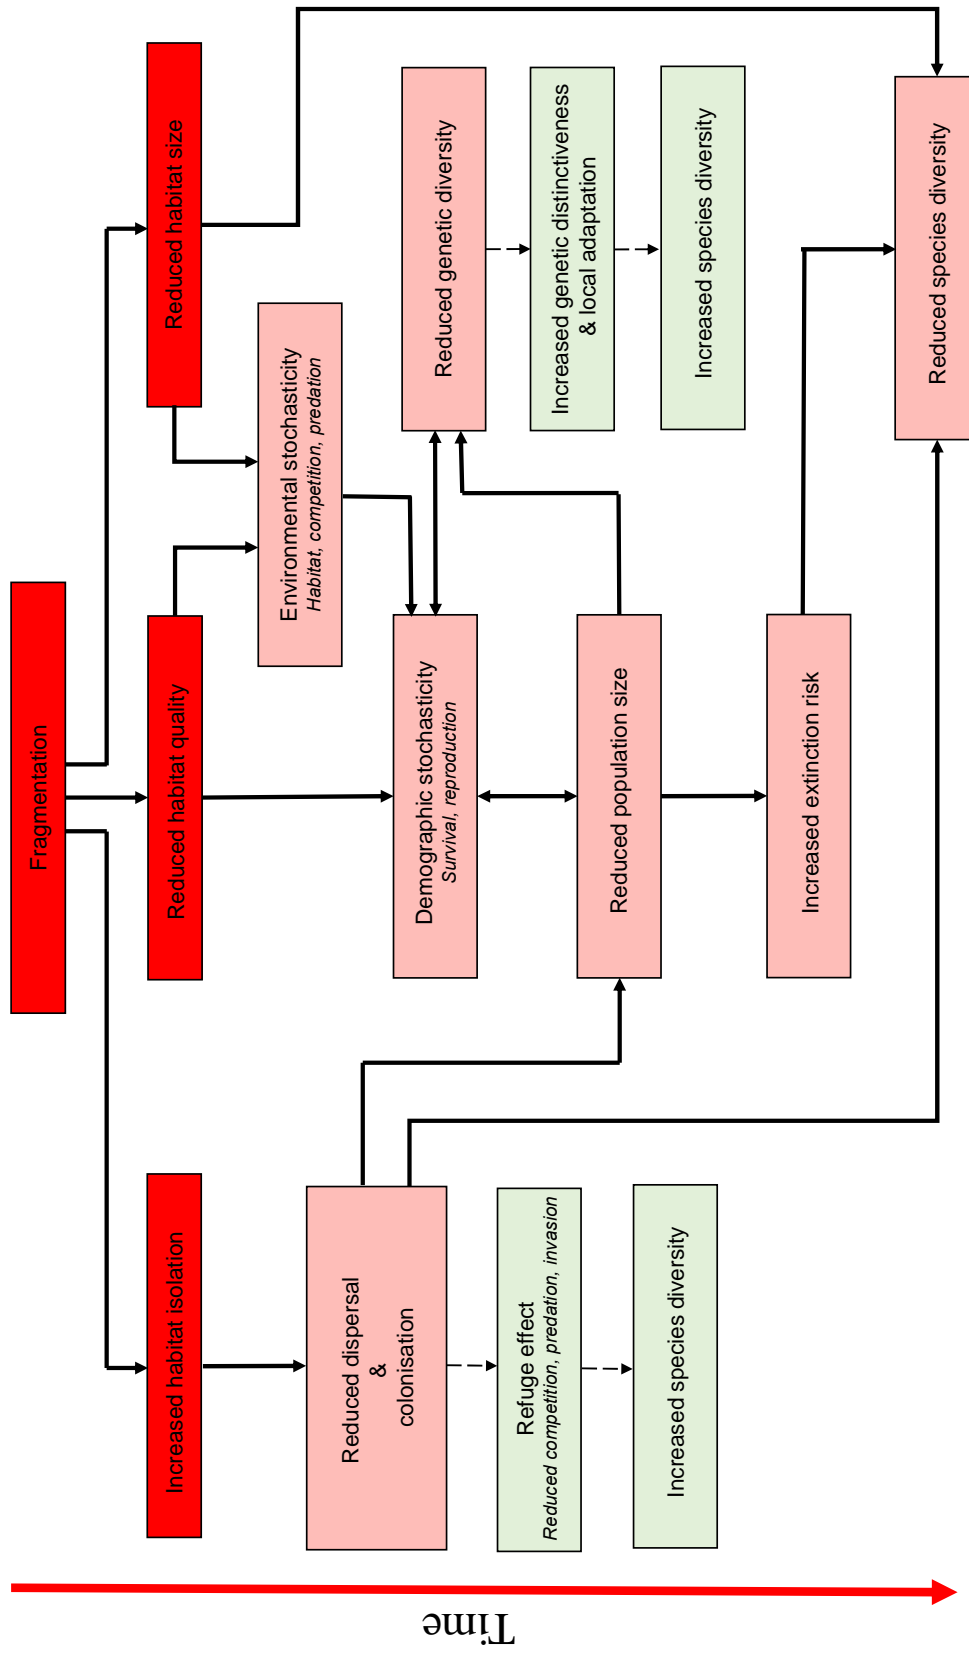 Fragmentation
Increased habitat isolation
Reduced habitat quality
Reduced habitat size
Environmental stochasticity
Habitat, competition, predation
Reduced dispersal
&
colonisation
Demographic stochasticity
Survival, reproduction
Reduced genetic diversity
Refuge effect
Reduced competition, predation, invasion
Reduced population size
Increased genetic distinctiveness
& local adaptation
Increased species diversity
Increased extinction risk
Increased species diversity
Reduced species diversity
Time